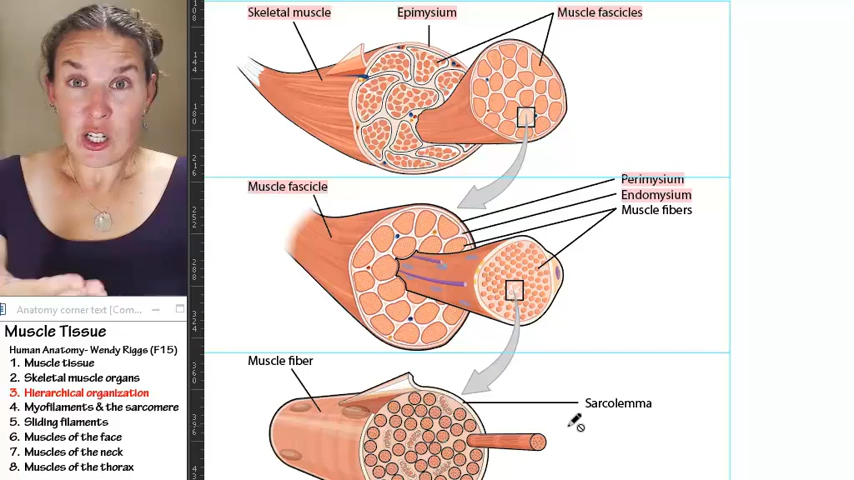 Skeletal muscle
Epimysium
Muscle fascicles
Muscle fascicle
Perimysium
Endomysium
Muscle fibers
Muscle fiber
Sarcolemma
Anatomy corner text [Com...
Muscle Tissue
Human Anatomy- Wendy Riggs (F15)
1. Muscle tissue
2. Skeletal muscle organs
3. Hierarchical organization
4. Myofilaments & the sarcomere
5. Sliding filaments
6. Muscles of the face
7. Muscles of the neck
8. Muscles of the thorax